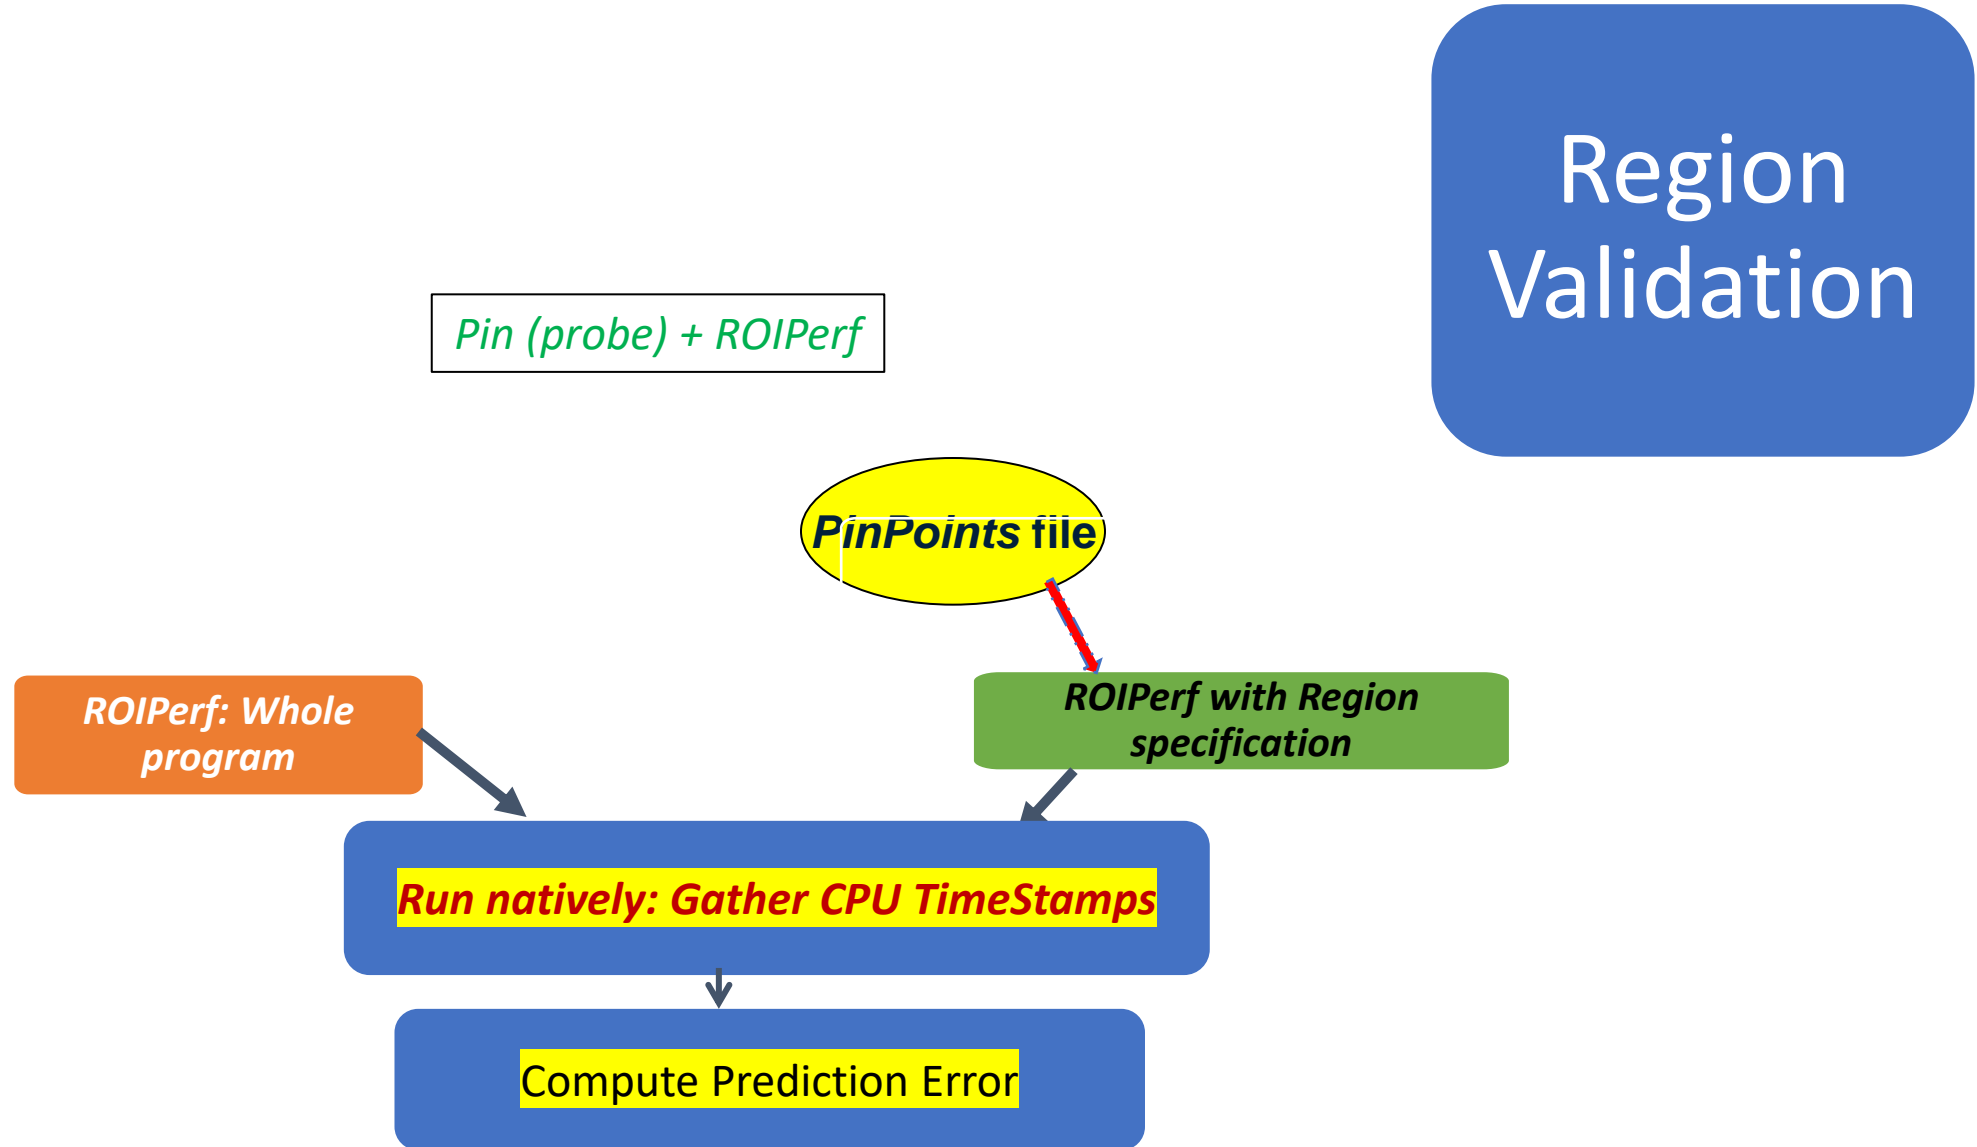 Region
Validation
Pin (probe) + ROIPerf
PinPoints file
ROIPerf: Whole
program
ROIPerf with Region
specification
Run natively: Gather CPU TimeStamps
Compute Prediction Error